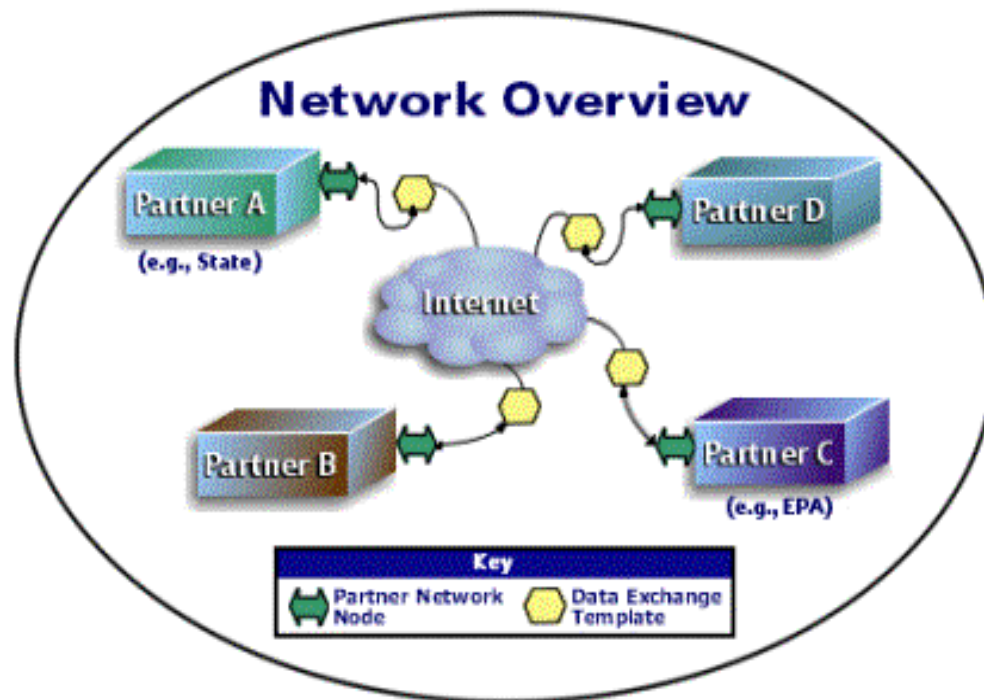 Network Overview
Partner A
(e.g., State)
Partner D
Internet
Partner B
Partner C
(e.g., EPA)
Key
Partner Network
Node
Data Exchange
Template